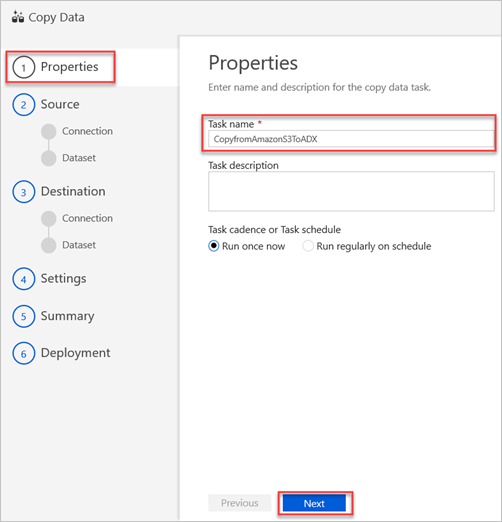 Copy Data
1 Properties
2 Source
Connection
Dataset
3 Destination
Connection
Dataset
4 Settings
5 Summary
6 Deployment
Properties
Enter name and description for the copy data task.
Task name *
CopyfromAmazonS3ToADX
Task description
Task cadence or Task schedule
Run once now Run regularly on schedule
Previous Next